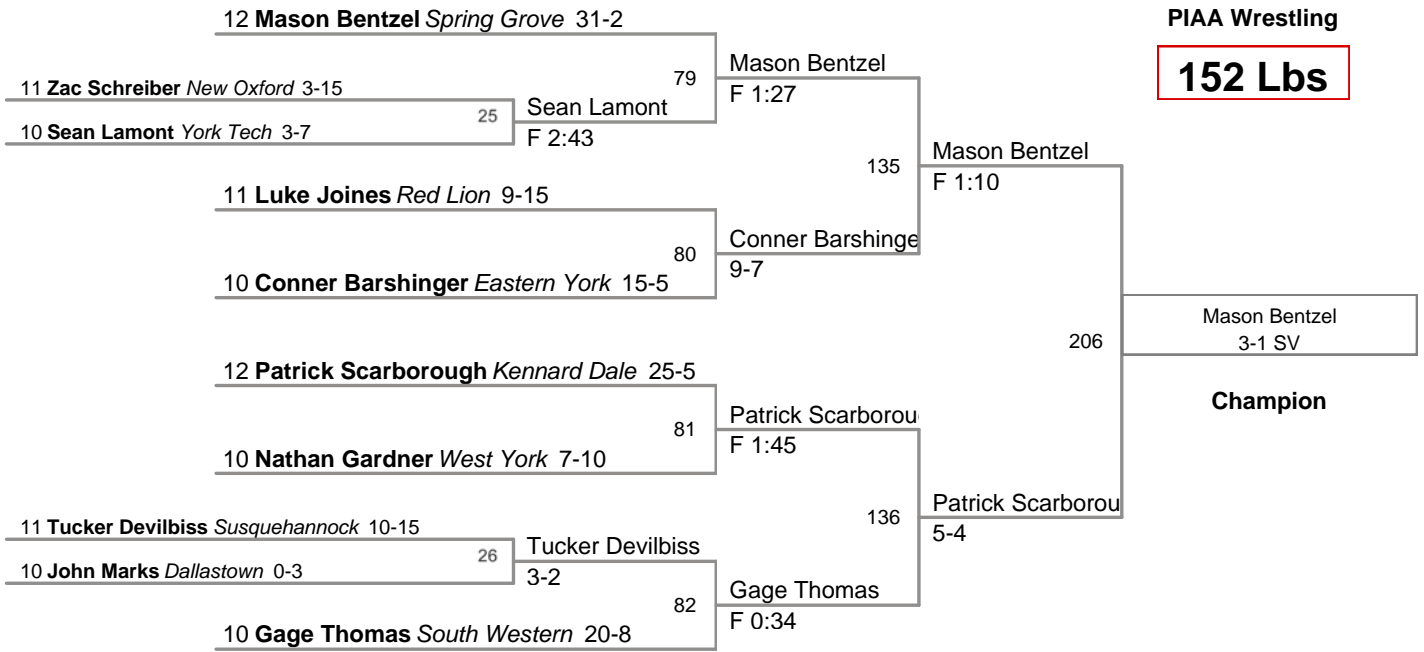 12 Mason Bentzel Spring Grove 31-2
PIAA Wrestling
152 Lbs
79
Mason Bentzel
F 1:27
11 Zac Schreiber New Oxford 3-15
25
Sean Lamont
F 2:43
10 Sean Lamont York Tech 3-7
135
Mason Bentzel
F 1:10
11 Luke Joines Red Lion 9-15
80
Conner Barshinge
9-7
10 Conner Barshinger Eastern York 15-5
206
Mason Bentzel
3-1 SV
Champion
12 Patrick Scarborough Kennard Dale 25-5
81
Patrick Scarborou
F 1:45
10 Nathan Gardner West York 7-10
136
Patrick Scarborou
5-4
11 Tucker Devilbiss Susquehannock 10-15
26
Tucker Devilbiss
3-2
10 John Marks Dallastown 0-3
82
Gage Thomas
F 0:34
10 Gage Thomas South Western 20-8